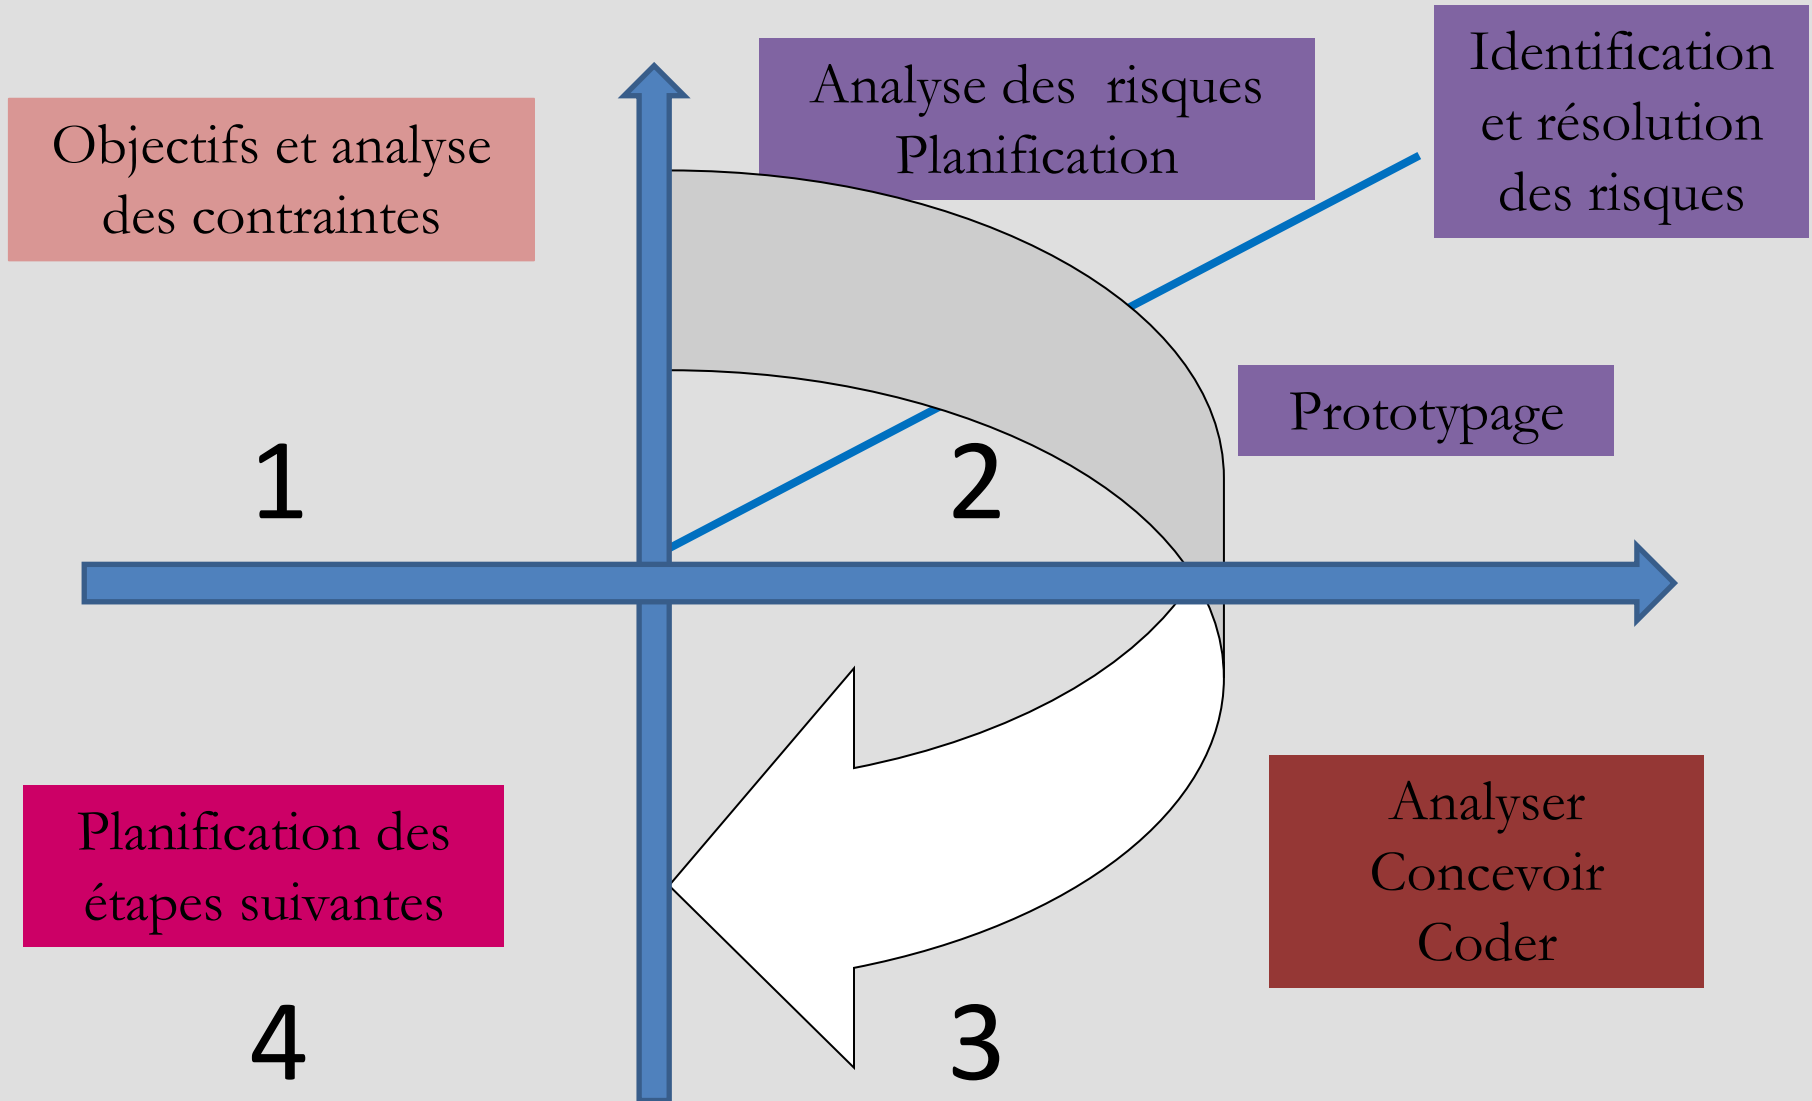 Objectifs et analyse
des contraintes
Analyse des  risques
Planification
Identification
et résolution
des risques
1
2
Prototypage
Planification des
étapes suivantes
Analyser
Concevoir
Coder
4
3